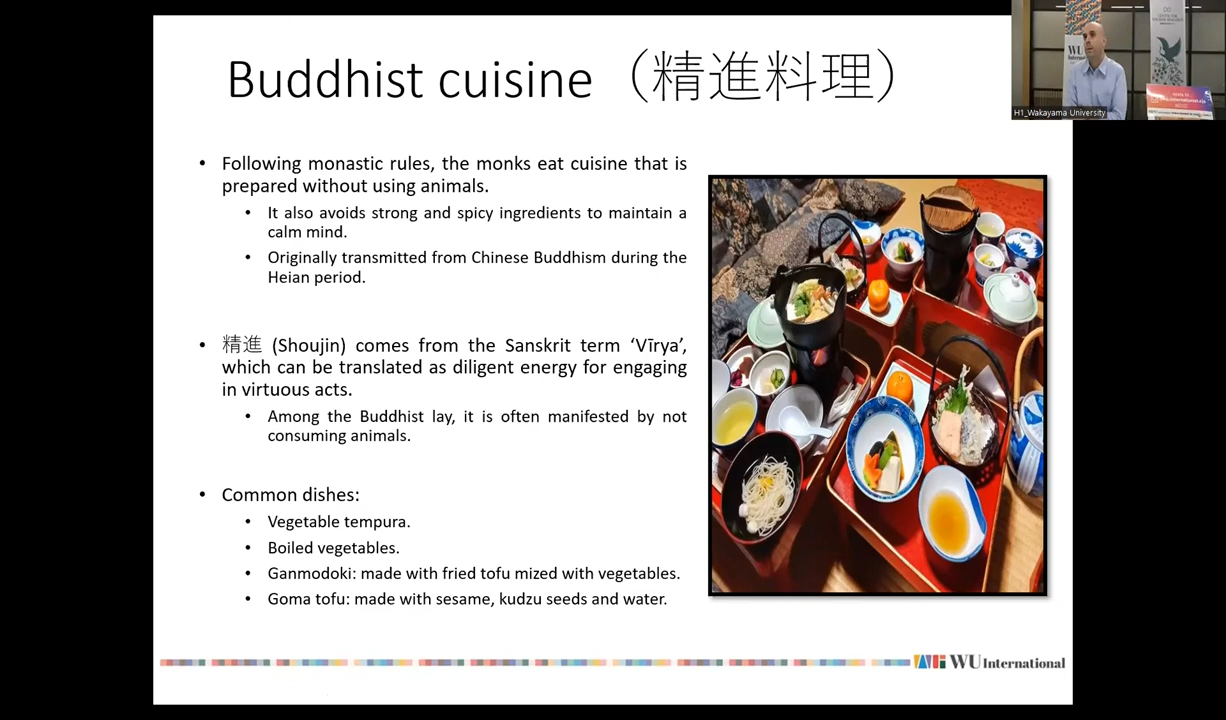 Buddhist cuisine（精進料理）
• Following monastic rules, the monks eat cuisine that is
prepared without using animals.
• It also avoids strong and spicy ingredients to maintain a
calm mind.
• Originally transmitted from Chinese Buddhism during the
Heian period.
• 精進 (Shoujin) comes from the Sanskrit term ‘Vīrya’,
which can be translated as diligent energy for engaging
in virtuous acts.
• Among the Buddhist lay, it is often manifested by not
consuming animals.
• Common dishes:
• Vegetable tempura.
• Boiled vegetables.
• Ganmodoki: made with fried tofu mized with vegetables.
• Goma tofu: made with sesame, kudzu seeds and water.
WU International
WU
H1_Wakayama University